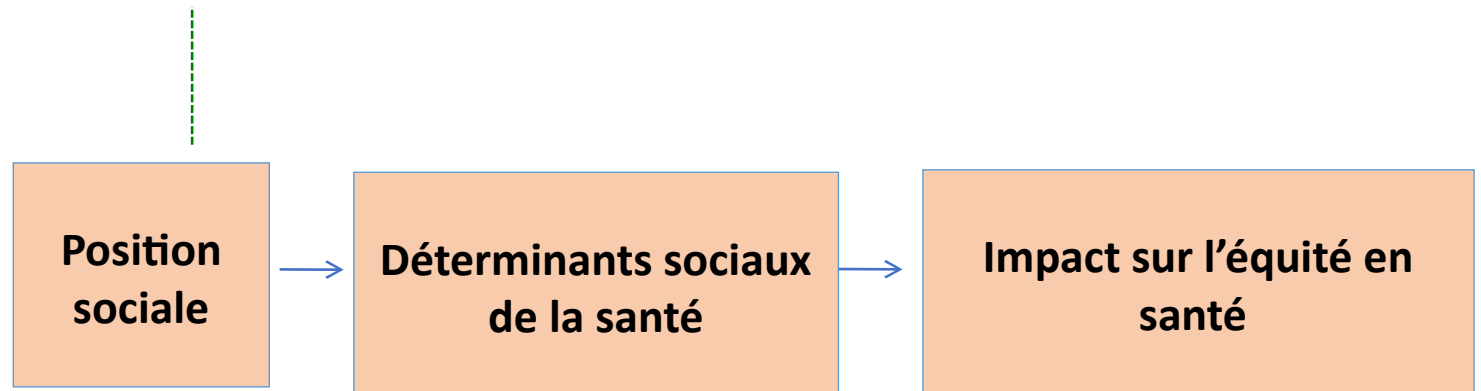 Position
sociale
Déterminants sociaux
de la santé
Impact sur l’équité en
santé